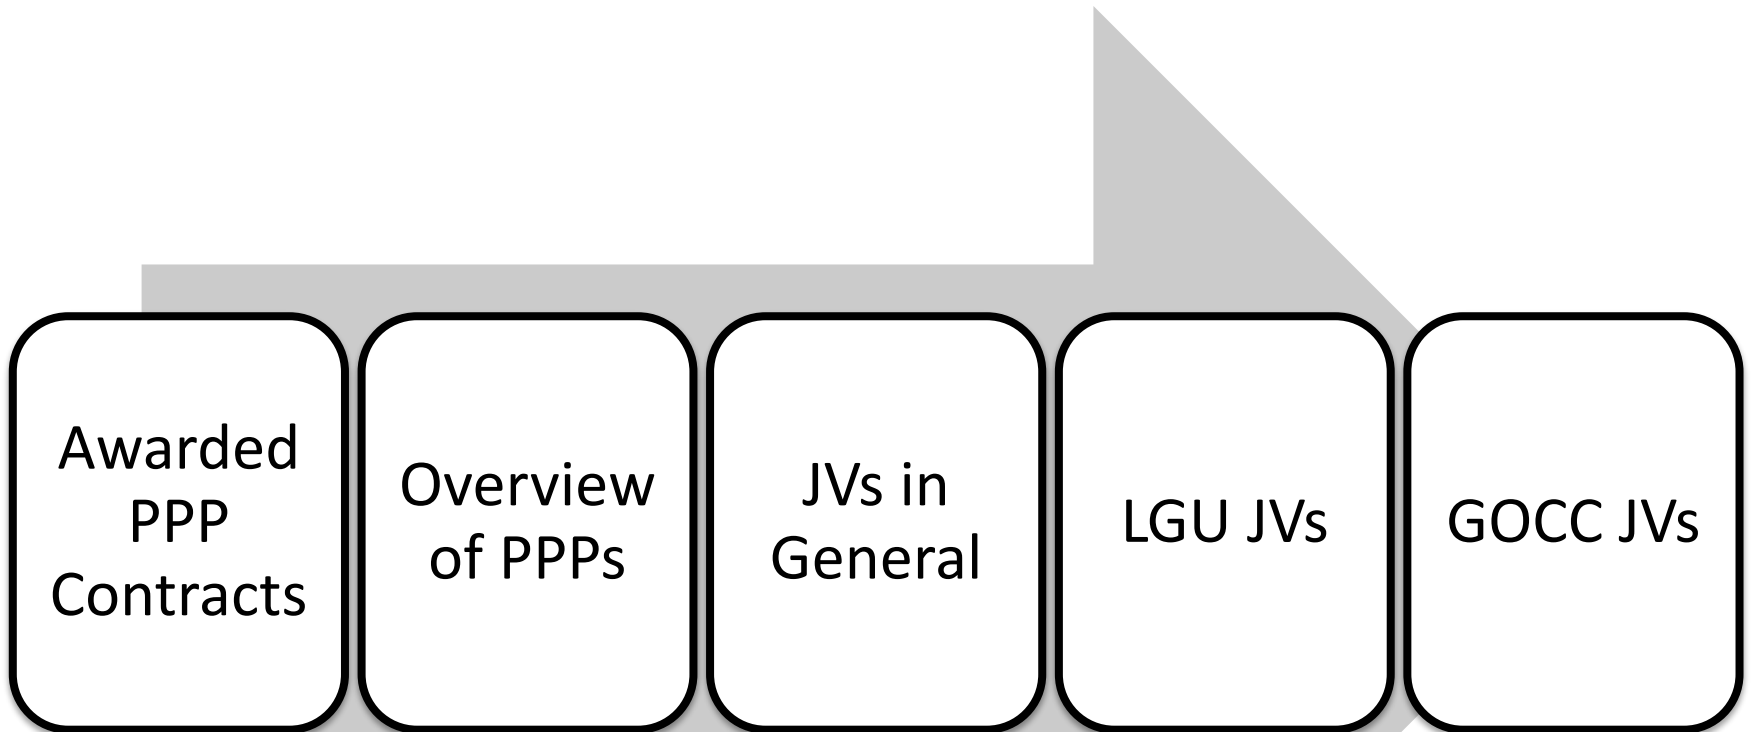 Awarded
PPP
Contracts
Overview
of PPPs
JVs in
General
LGU JVs
GOCC JVs